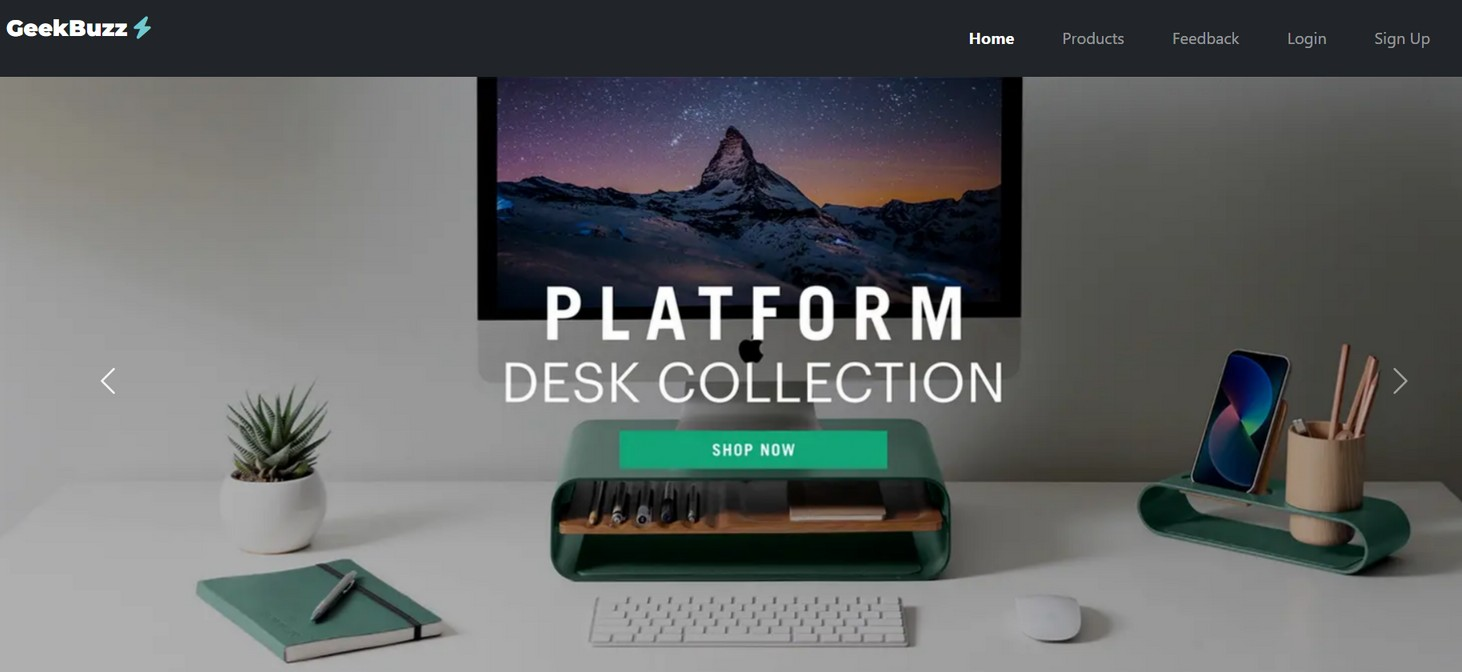 GeekBuzz
Home Products Feedback Login Sign Up
PLATFORM
DESK COLLECTION
SHOP NOW